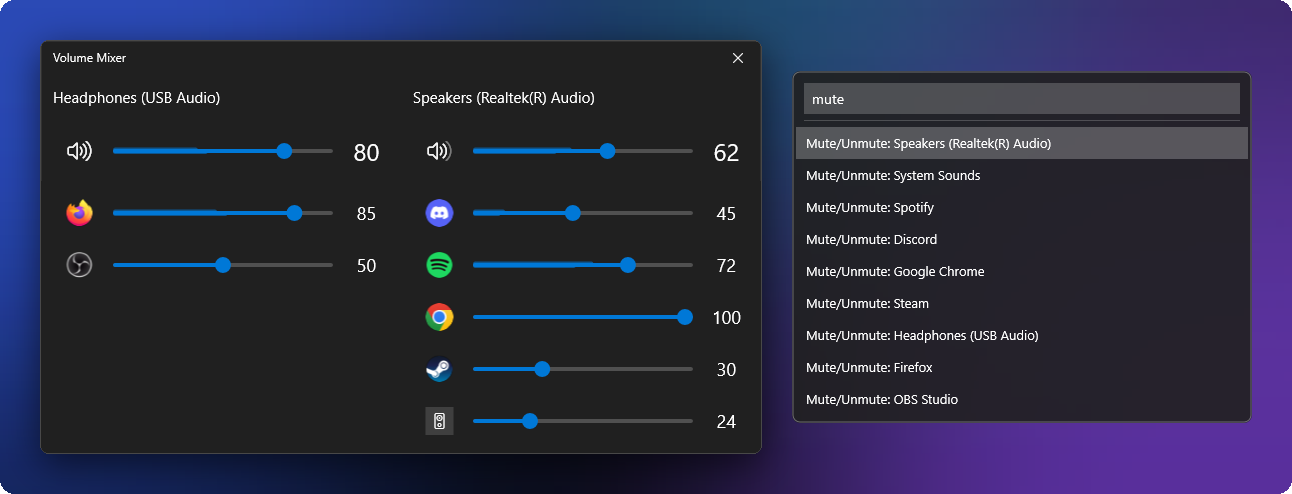 Volume Mixer
Headphones (USB Audio)
80
85
50
Speakers (Realtek(R) Audio)
62
45
72
100
30
24
mute
Mute/Unmute: Speakers (Realtek(R) Audio)
Mute/Unmute: System Sounds
Mute/Unmute: Spotify
Mute/Unmute: Discord
Mute/Unmute: Google Chrome
Mute/Unmute: Steam
Mute/Unmute: Headphones (USB Audio)
Mute/Unmute: Firefox
Mute/Unmute: OBS Studio